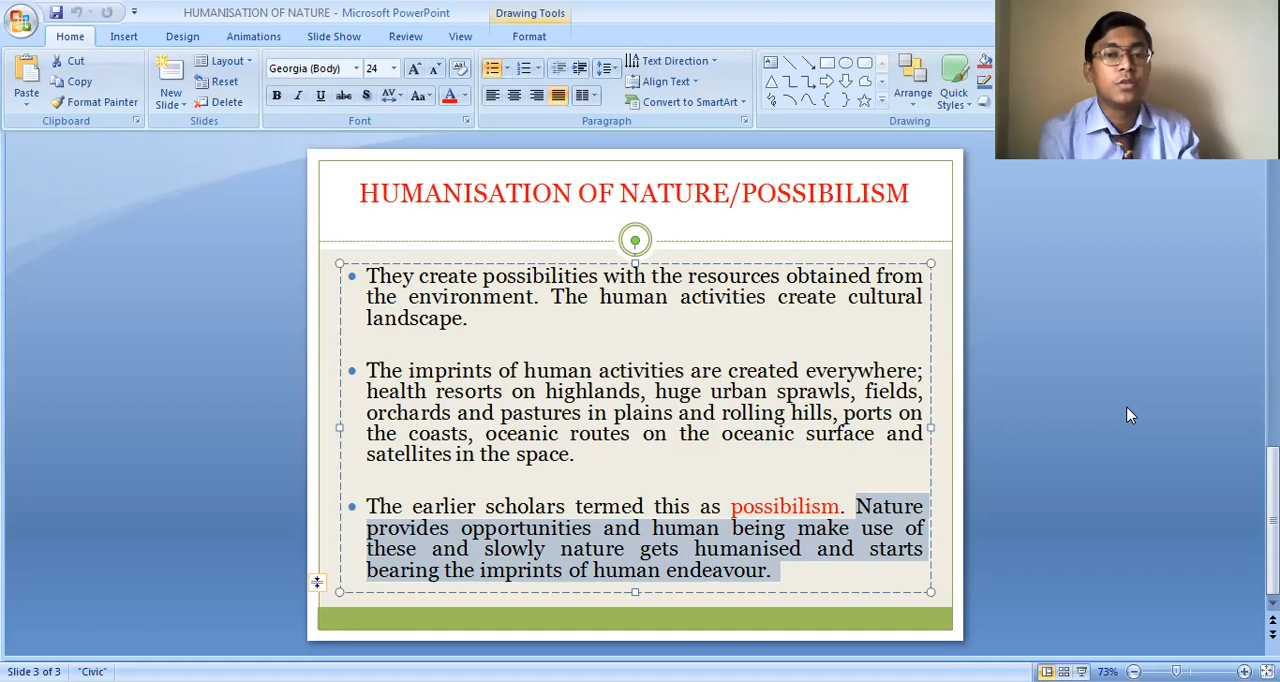 HUMANISATION OF NATURE - Microsoft PowerPoint
Drawing Tools
Home Insert Design Animations Slide Show Review View Format
Paste
Cut
Copy
Format Painter
Clipboard
New Slide
Layout
Reset
Delete
Slides
Georgia (Body) 24
B I U abc S AV Aa A
Font
Text Direction
Align Text
Convert to SmartArt
Paragraph
Arrange
Quick Styles
Drawing
HUMANISATION OF NATURE/POSSIBILISM
• They create possibilities with the resources obtained from
the environment. The human activities create cultural
landscape.
• The imprints of human activities are created everywhere;
health resorts on highlands, huge urban sprawls, fields,
orchards and pastures in plains and rolling hills, ports on
the coasts, oceanic routes on the oceanic surface and
satellites in the space.
• The earlier scholars termed this as possibilism. Nature
provides opportunities and human being make use of
these and slowly nature gets humanised and starts
bearing the imprints of human endeavour.
Slide 3 of 3 "Civic" 73%